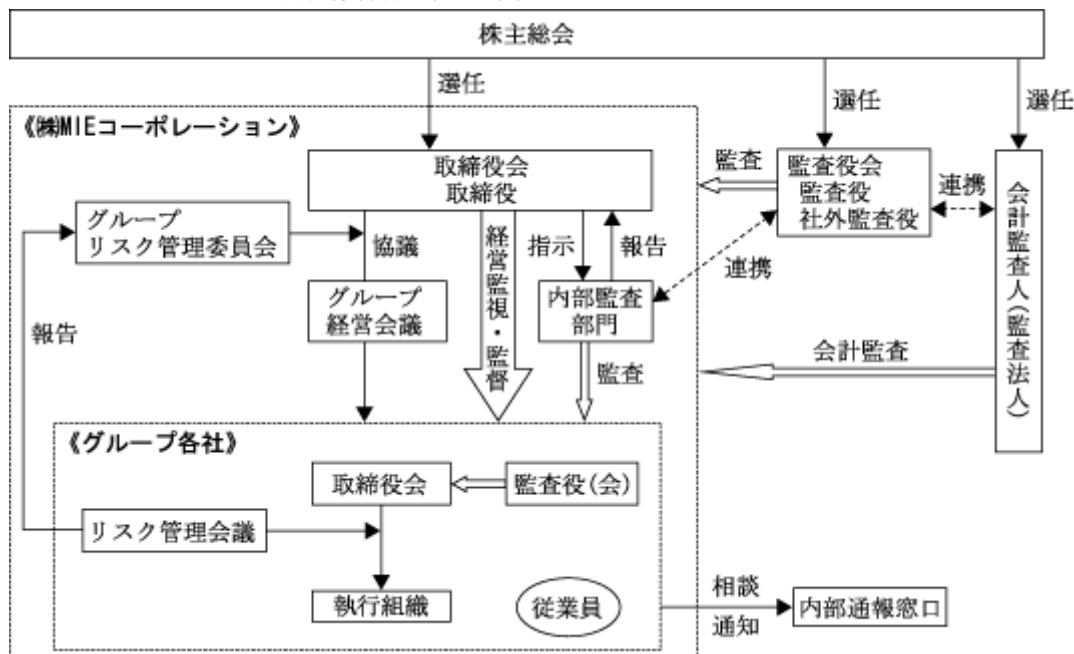 株主総会
選任
選任
選任
《㈱MIEコーポレーション》
取締役会
取締役
監査
監査役会
監査役
社外監査役
連携
会計監査人(監査法人)
グループ
リスク管理委員会
協議
経営監視・監督
指示
報告
連携
グループ
経営会議
内部監査
部門
報告
監査
会計監査
《グループ各社》
取締役会
監査役(会)
リスク管理会議
執行組織
従業員
相談
通知
内部通報窓口